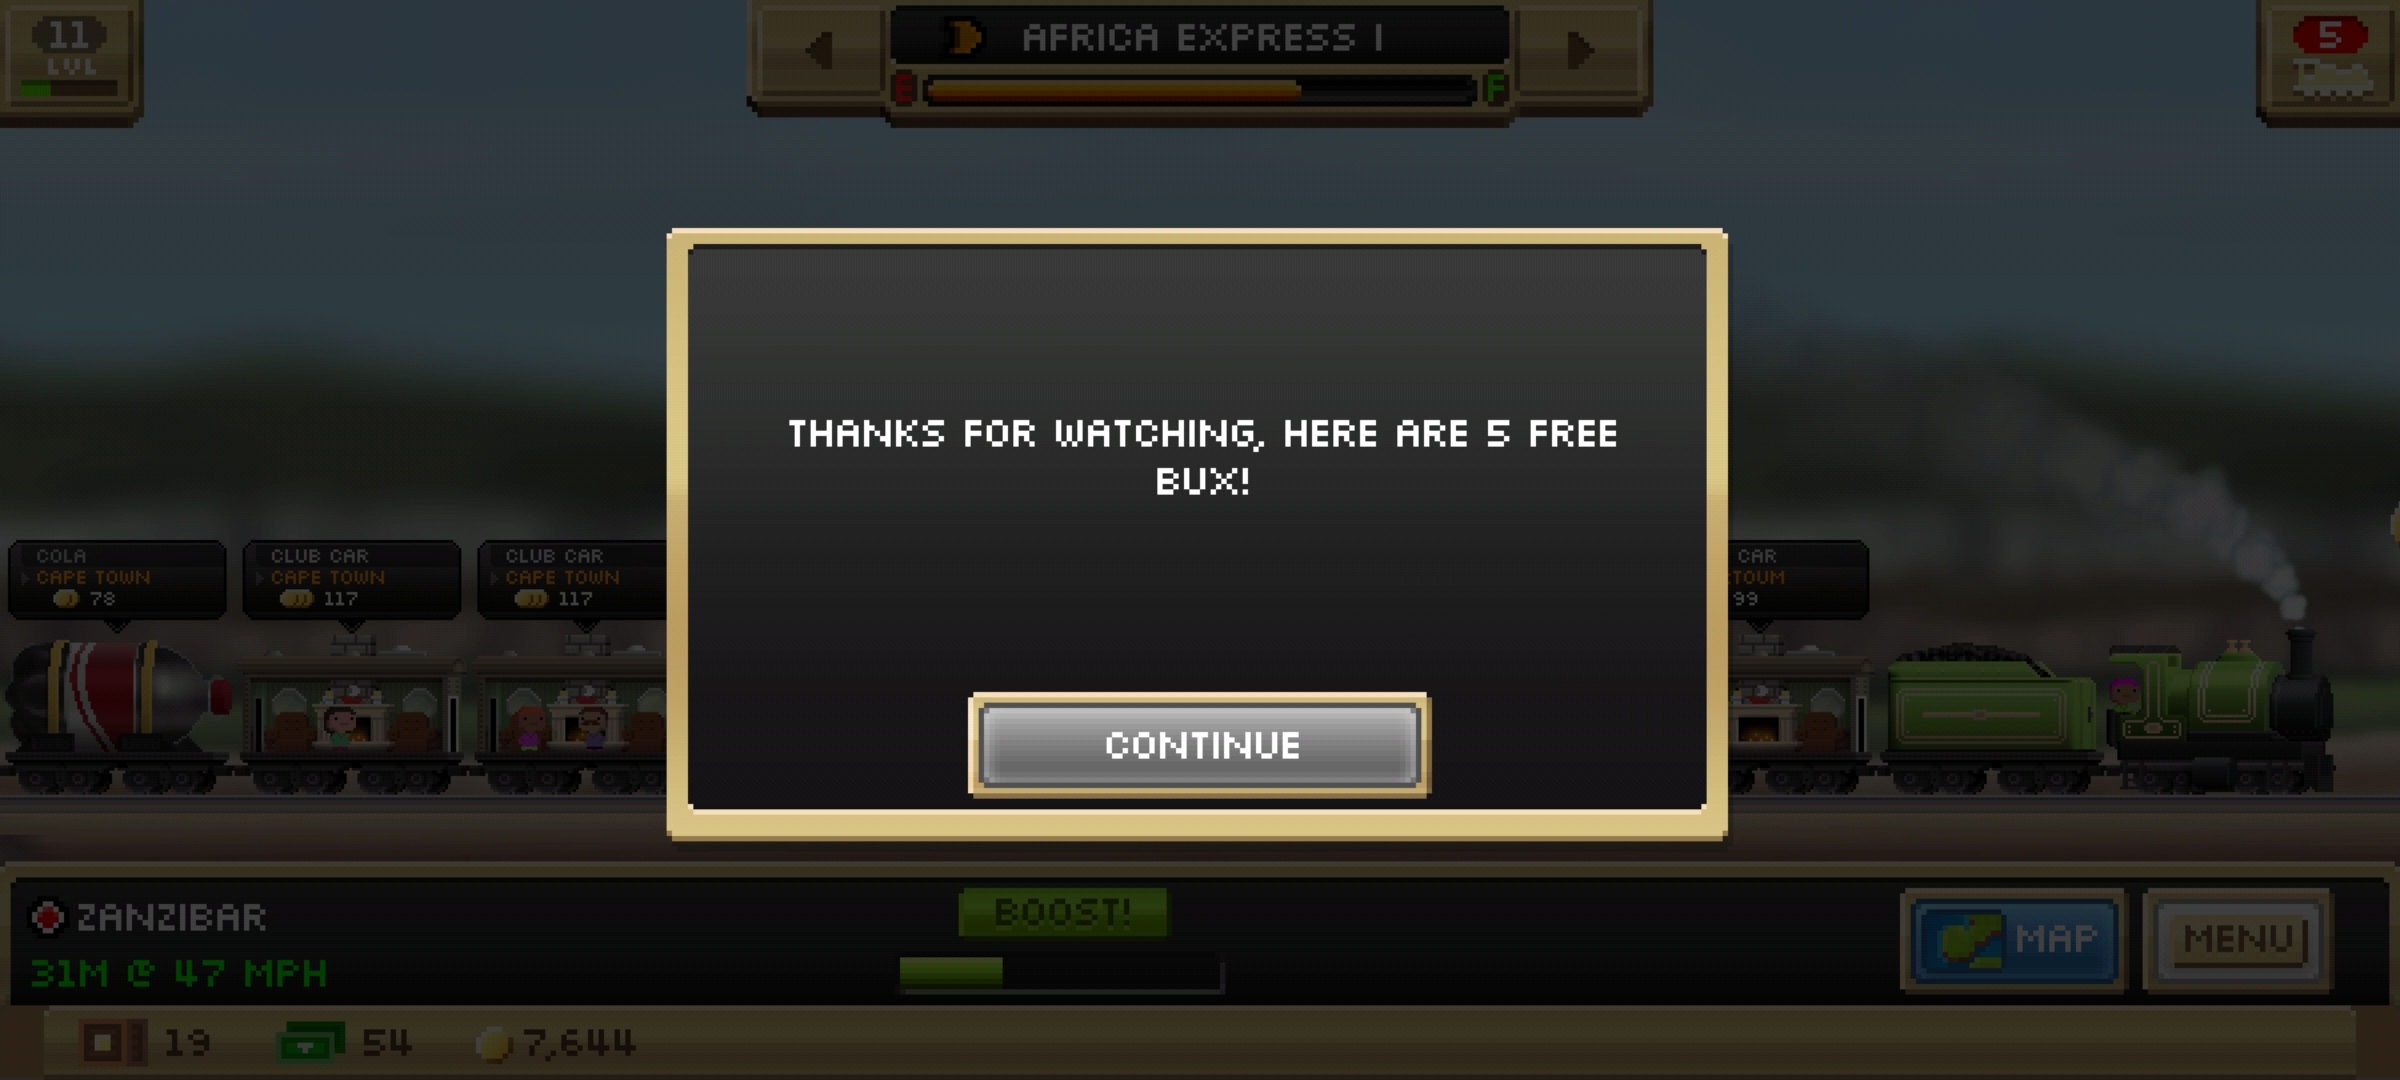 11
LVL
AFRICA EXPRESS I
E
F
5
THANKS FOR WATCHING, HERE ARE 5 FREE
BUX!
CONTINUE
COLA
CAPE TOWN
78
CLUB CAR
CAPE TOWN
117
CLUB CAR
CAPE TOWN
117
CAR
TOUM
99
ZANZIBAR
31M @ 47 MPH
BOOST!
MAP
MENU
19
54
7,644